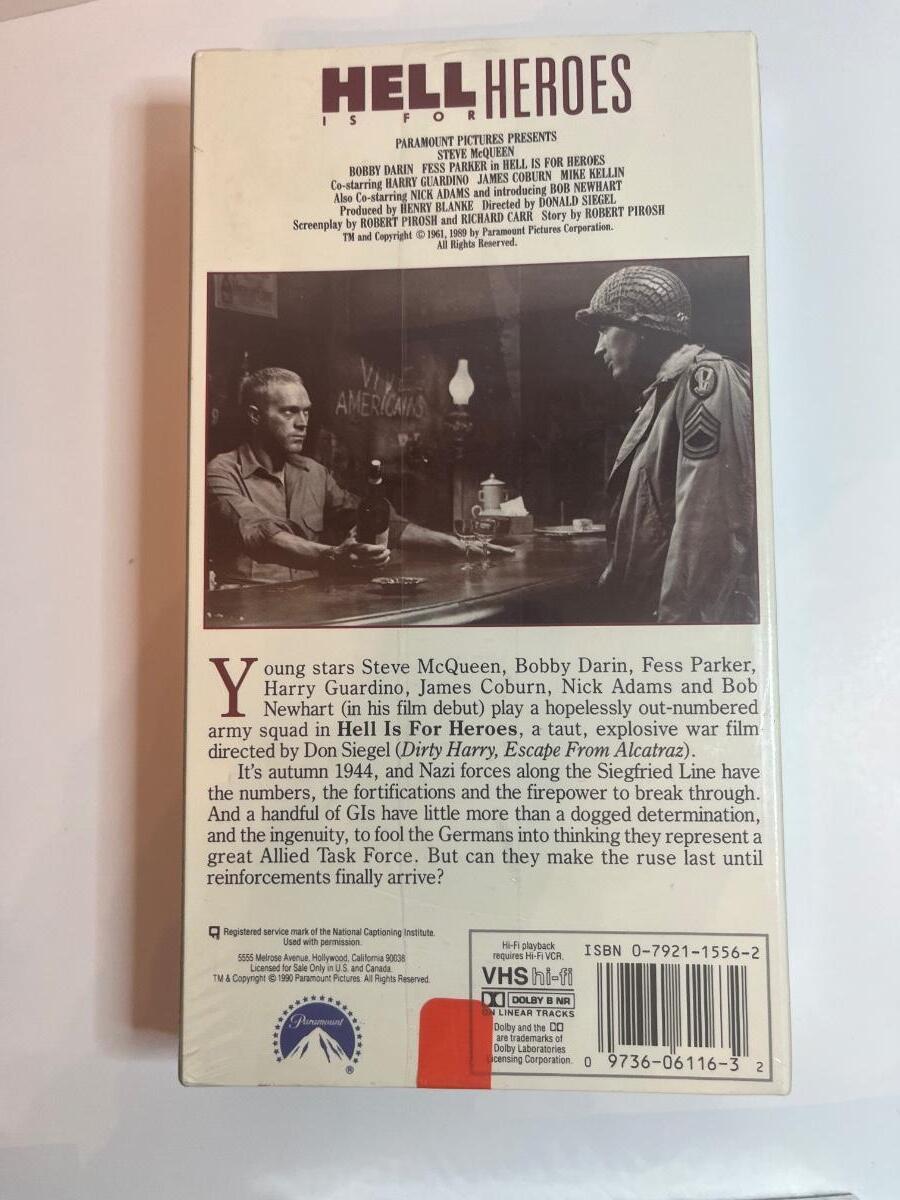 HELL HEROES
IS FOR
PARAMOUNT PICTURES PRESENTS
STEVE McQUEEN
BOBBY DARIN FESS PARKER in HELL IS FOR HEROES
Co-starring HARRY GUARDINO JAMES COBURN MIKE KELLIN
Also Co-starring NICK ADAMS and introducing BOB NEWHART
Produced by HENRY BLANKE Directed by DONALD SIEGEL
Screenplay by ROBERT PIROSH and RICHARD CARR Story by ROBERT PIROSH
TM and Copyright © 1961, 1989 by Paramount Pictures Corporation.
All Rights Reserved.
VIVE
AMERICAINS
Young stars Steve McQueen, Bobby Darin, Fess Parker,
Harry Guardino, James Coburn, Nick Adams and Bob
Newhart (in his film debut) play a hopelessly out-numbered
army squad in Hell Is For Heroes, a taut, explosive war film
directed by Don Siegel (Dirty Harry, Escape From Alcatraz).
It's autumn 1944, and Nazi forces along the Siegfried Line have
the numbers, the fortifications and the firepower to break through.
And a handful of GIs have little more than a dogged determination,
and the ingenuity, to fool the Germans into thinking they represent a
great Allied Task Force. But can they make the ruse last until
reinforcements finally arrive?
Registered service mark of the National Captioning Institute.
Used with permission.
5555 Melrose Avenue, Hollywood, California 90038
Licensed for Sale Only in U.S. and Canada.
TM & Copyright © 1990 Paramount Pictures. All Rights Reserved.
Paramount
®
Hi-Fi playback
requires Hi-Fi VCR.
VHS hi-fi
DOLBY B NR
ON LINEAR TRACKS
Dolby and the
are trademarks of
Dolby Laboratories
Licensing Corporation.
ISBN 0-7921-1556-2
0 9736-06116-3 2